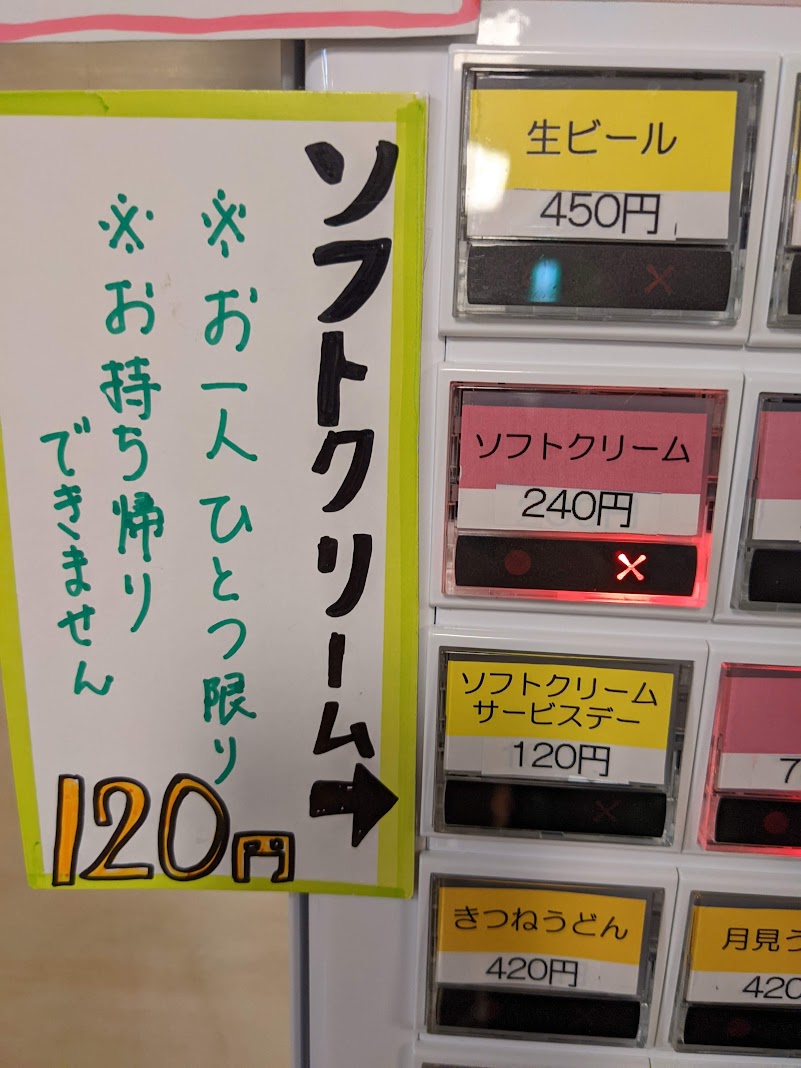 ソフトクリーム→
※お一人ひとつ限り
※お持ち帰り
できません
120円
生ビール
450円
ソフトクリーム
240円
×
ソフトクリーム
サービスデー
120円
7
きつねうどん
420円
月見う
420